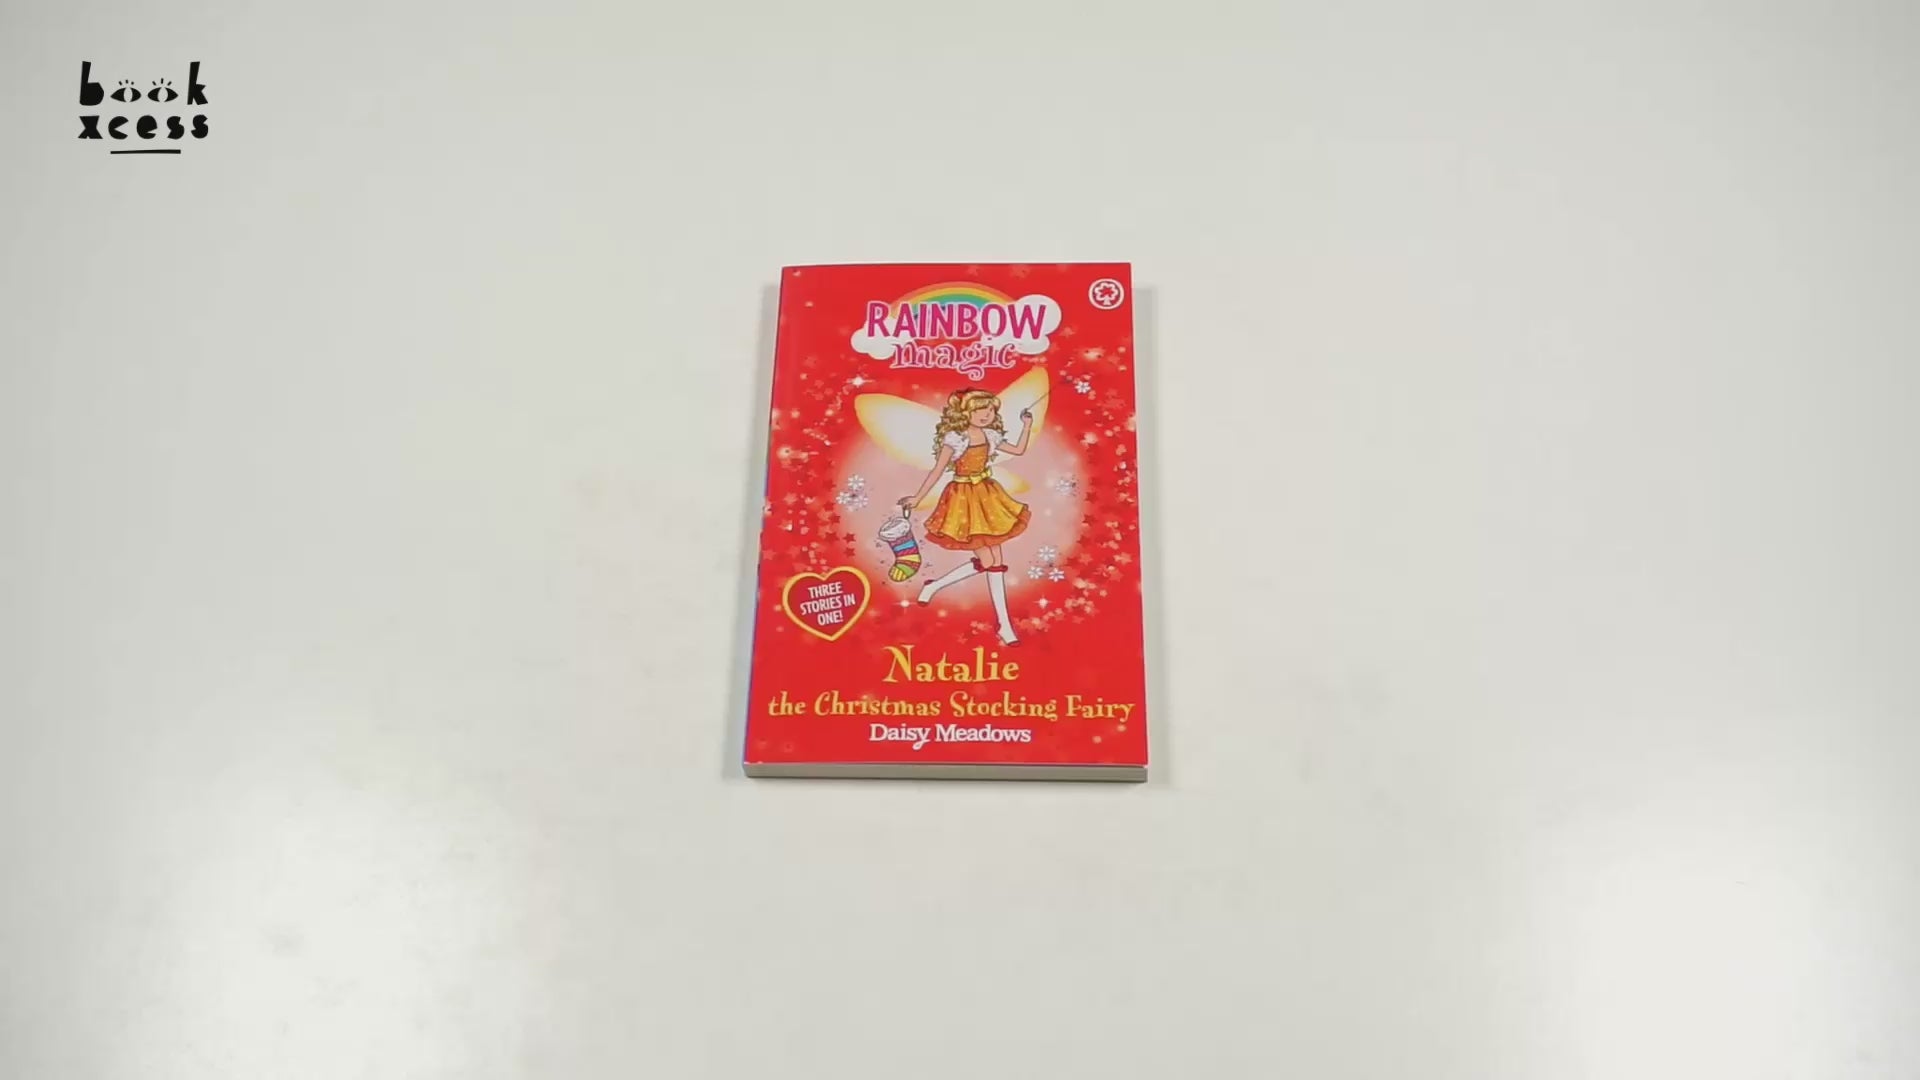 book
xcess
RAINBOW
magic
THREE
STORIES IN
ONE!
Natalie
the Christmas Stocking Fairy
Daisy Meadows